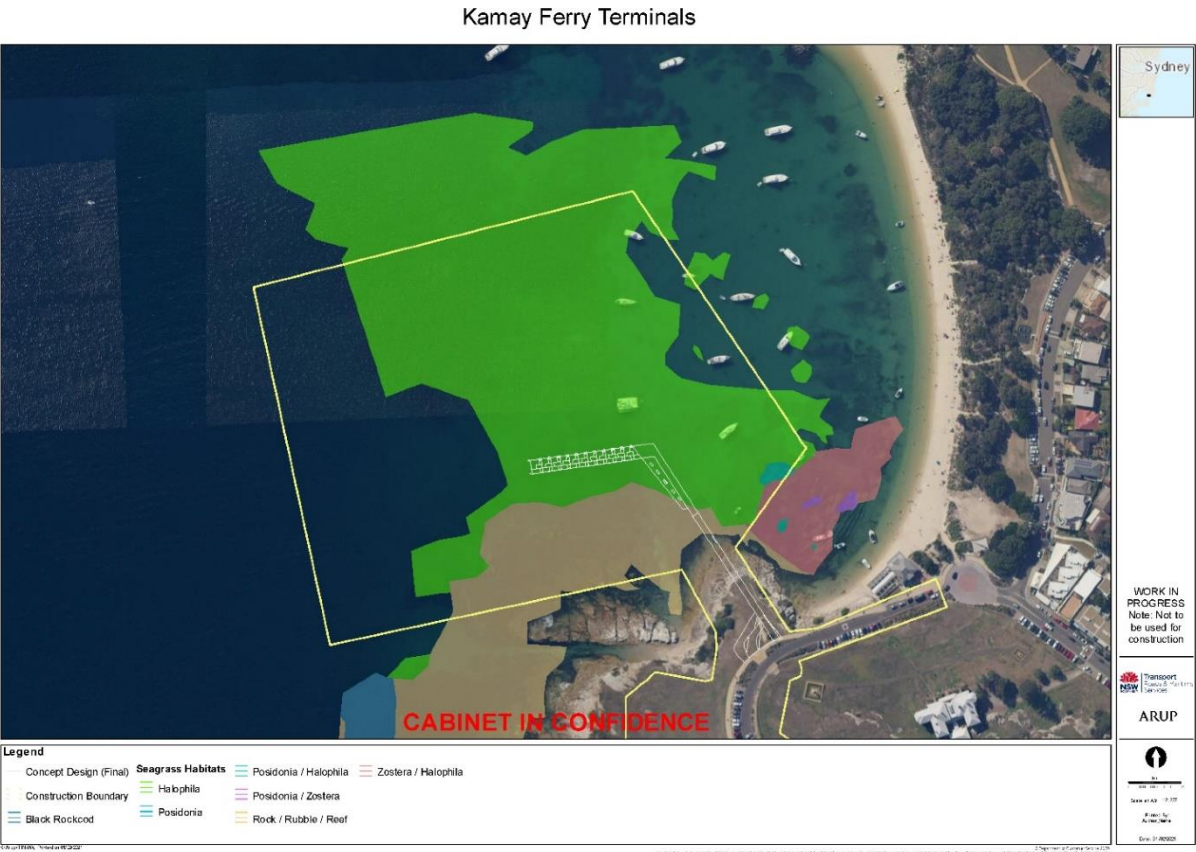 Kamay Ferry Terminals
Sydney
WORK IN
PROGRESS
Note: Not to
be used for
construction
Transport
NSW
Services
ARUP
CABINET IN CONFIDENCE
Legend
Concept Design (Final)
Construction Boundary
Black Rockcod
Seagrass Habitats
Halophila
Posidonia
Posidonia / Halophila
Posidonia / Zostera
Rock / Rubble / Reef
Zostera / Halophila